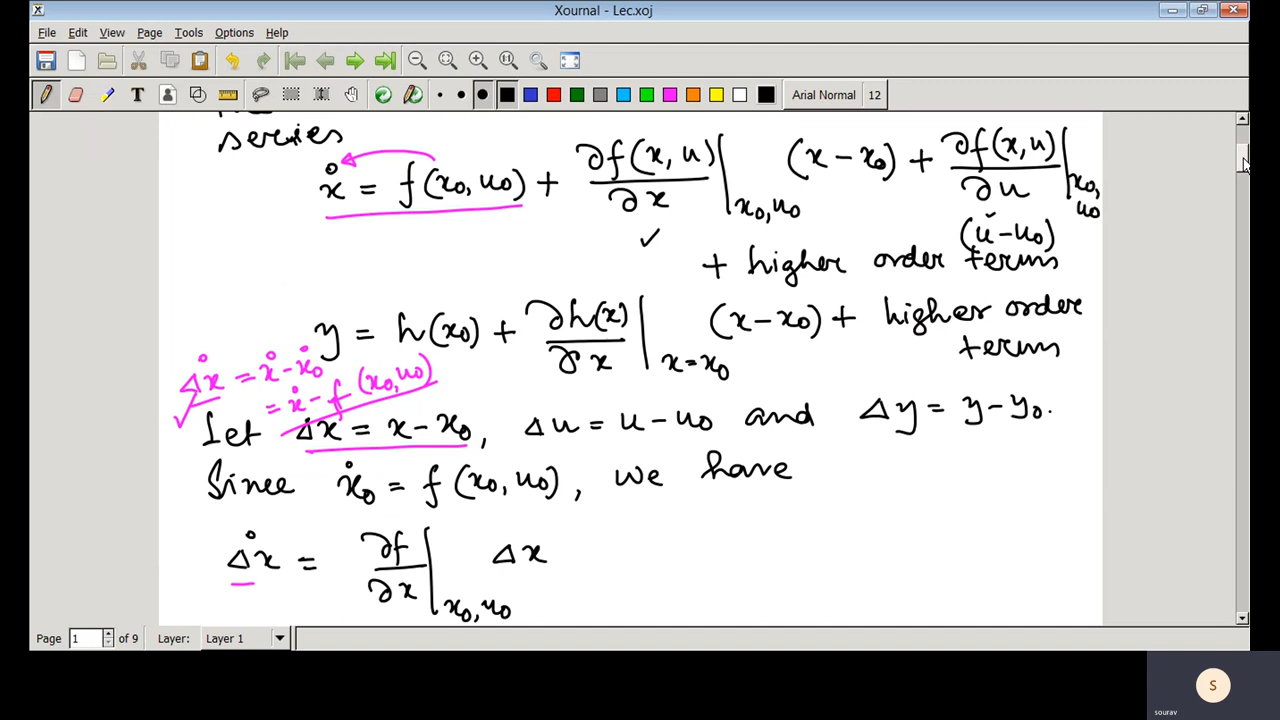 Xournal - Lec.xoj
File Edit View Page Tools Options Help
Arial Normal 12
series
ẋ = f(x0, u0) + ∂f(x, u)/∂x |x0, u0 (x - x0) + ∂f(x, u)/∂u |x0, u0
(u - u0)
✓
+ higher order terms
y = h(x0) + ∂h(x)/∂x |x=x0 (x - x0) + higher order
terms
Δẋ = ẋ - ẋ0
= ẋ - f(x0, u0)
Let Δx = x - x0, Δu = u - u0 and Δy = y - y0.
Since ẋ0 = f(x0, u0), we have
Δẋ = ∂f/∂x |x0, u0 Δx
Page 1 of 9 Layer: Layer 1
S
sourav